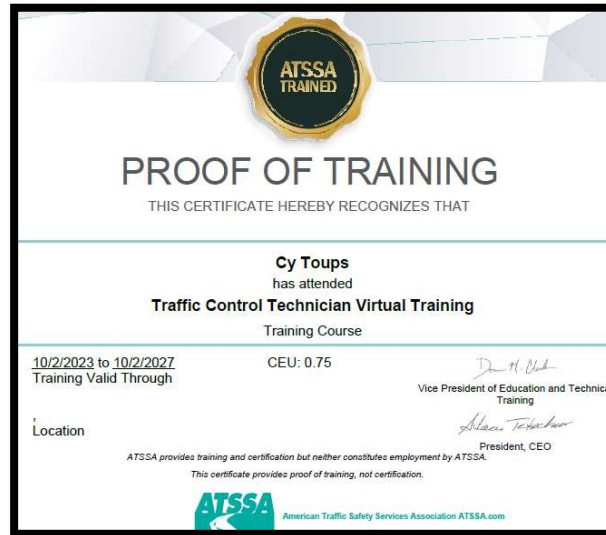 ATSSA
TRAINED
PROOF OF TRAINING
THIS CERTIFICATE HEREBY RECOGNIZES THAT
Cy Toups
has attended
Traffic Control Technician Virtual Training
Training Course
10/2/2023 to 10/2/2027
Training Valid Through
CEU: 0.75
Vice President of Education and Technica
Training
,
Location
President, CEO
ATSSA provides training and certification but neither constitutes employment by ATSSA.
This certificate provides proof of training, not certification.
ATSSA
American Traffic Safety Services Association ATSSA.com